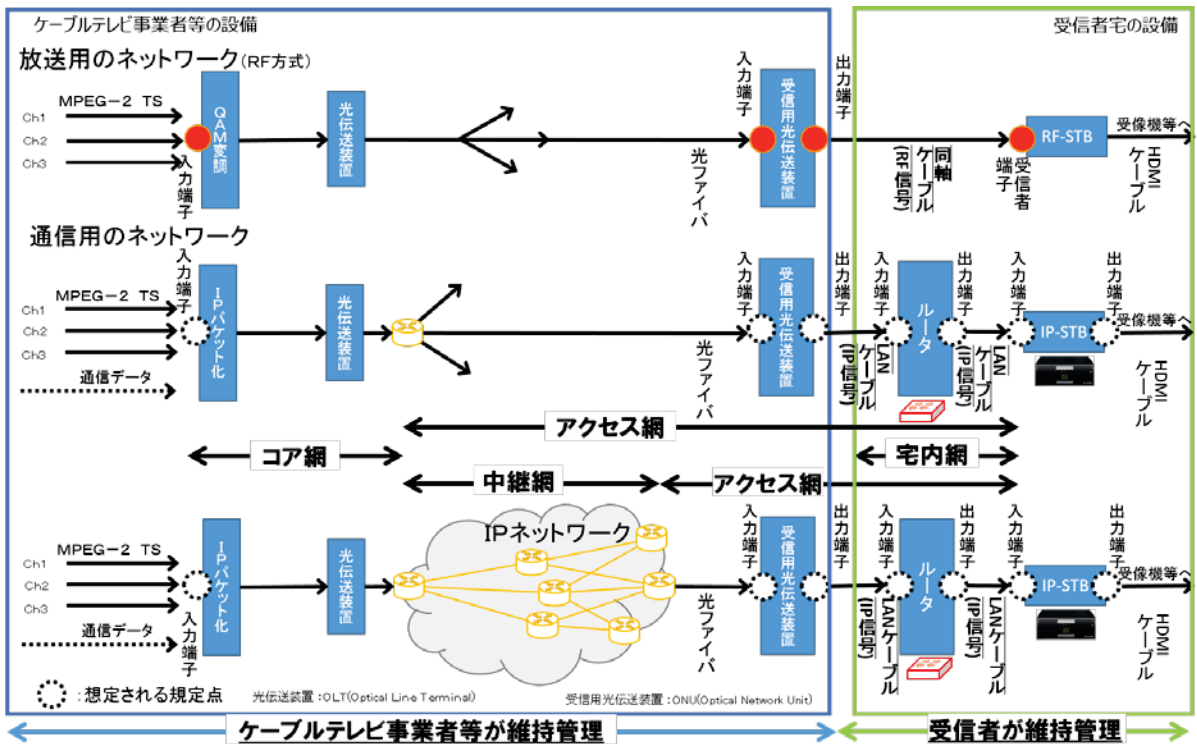 ケーブルテレビ事業者等の設備
受信者宅の設備
放送用のネットワーク(RF方式)
MPEG-2 TS
Ch1
Ch2
Ch3
入力端子
QAM変調
光伝送装置
光ファイバ
入力端子
受信用光伝送装置
出力端子
同軸ケーブル(RF信号)
受信者端子
RF-STB
受像機等へ
HDMIケーブル
通信用のネットワーク
MPEG-2 TS
Ch1
Ch2
Ch3
通信データ
入力端子
IPパケット化
光伝送装置
光ファイバ
入力端子
受信用光伝送装置
出力端子
LANケーブル(IP信号)
入力端子
ルータ
出力端子
LANケーブル(IP信号)
入力端子
IP-STB
出力端子
受像機等へ
HDMIケーブル
アクセス網
コア網
宅内網
中継網
アクセス網
MPEG-2 TS
Ch1
Ch2
Ch3
通信データ
入力端子
IPパケット化
光伝送装置
IPネットワーク
光ファイバ
入力端子
受信用光伝送装置
出力端子
LANケーブル(IP信号)
入力端子
ルータ
出力端子
LANケーブル(IP信号)
入力端子
IP-STB
出力端子
受像機等へ
HDMIケーブル
:想定される規定点
光伝送装置:OLT(Optical Line Terminal)
受信用光伝送装置:ONU(Optical Network Unit)
ケーブルテレビ事業者等が維持管理
受信者が維持管理